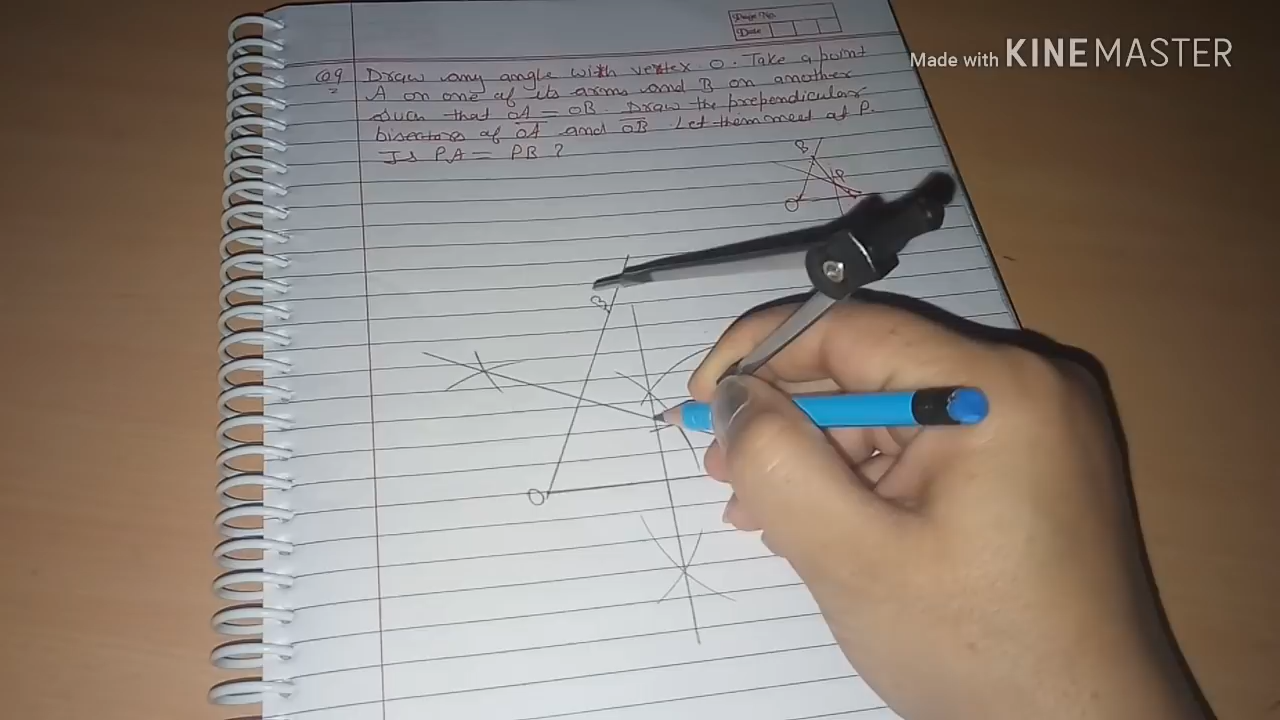 Made with KINEMASTER
Page No.
Date
Q9 Draw any angle with vertex O. Take a point
A on one of its arms and B on another
such that OA = OB. Draw the prependicular
bisectors of OA and OB. Let them meet at P.
Is PA = PB ?
B
P
O
B
O